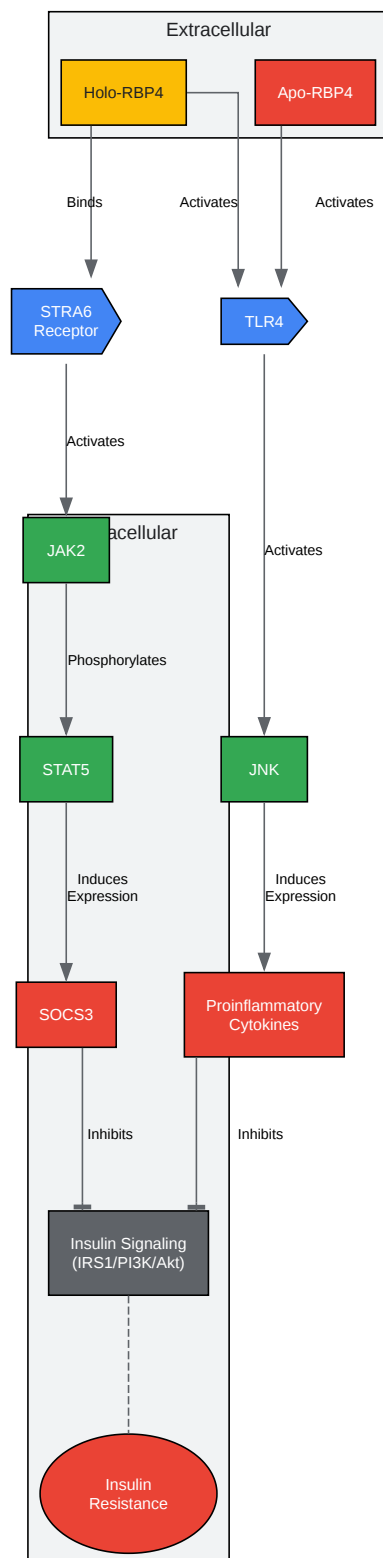 Extracellular
Holo-RBP4
Apo-RBP4
Binds
Activates
Activates
STRA6
Receptor
TLR4
Activates
acellular
JAK2
Activates
Phosphorylates
STAT5
JNK
Induces
Expression
Induces
Expression
SOCS3
Proinflammatory
Cytokines
Inhibits
Inhibits
Insulin Signaling
(IRS1/PI3K/Akt)
Insulin
Resistance